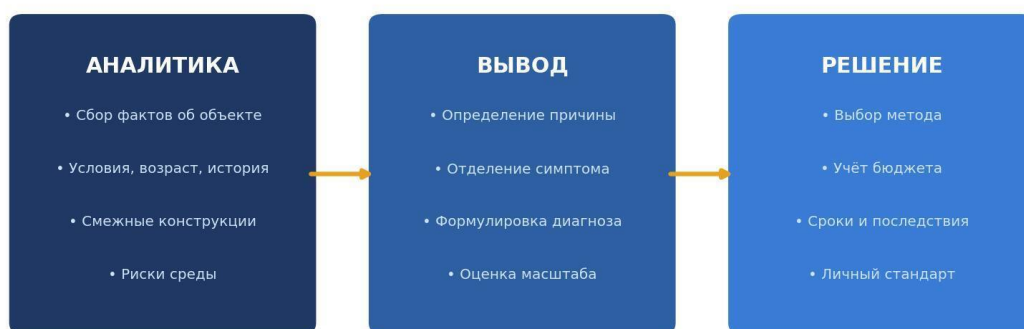 АНАЛИТИКА
• Сбор фактов об объекте
• Условия, возраст, история
• Смежные конструкции
• Риски среды
ВЫВОД
• Определение причины
• Отделение симптома
• Формулировка диагноза
• Оценка масштаба
РЕШЕНИЕ
• Выбор метода
• Учёт бюджета
• Сроки и последствия
• Личный стандарт